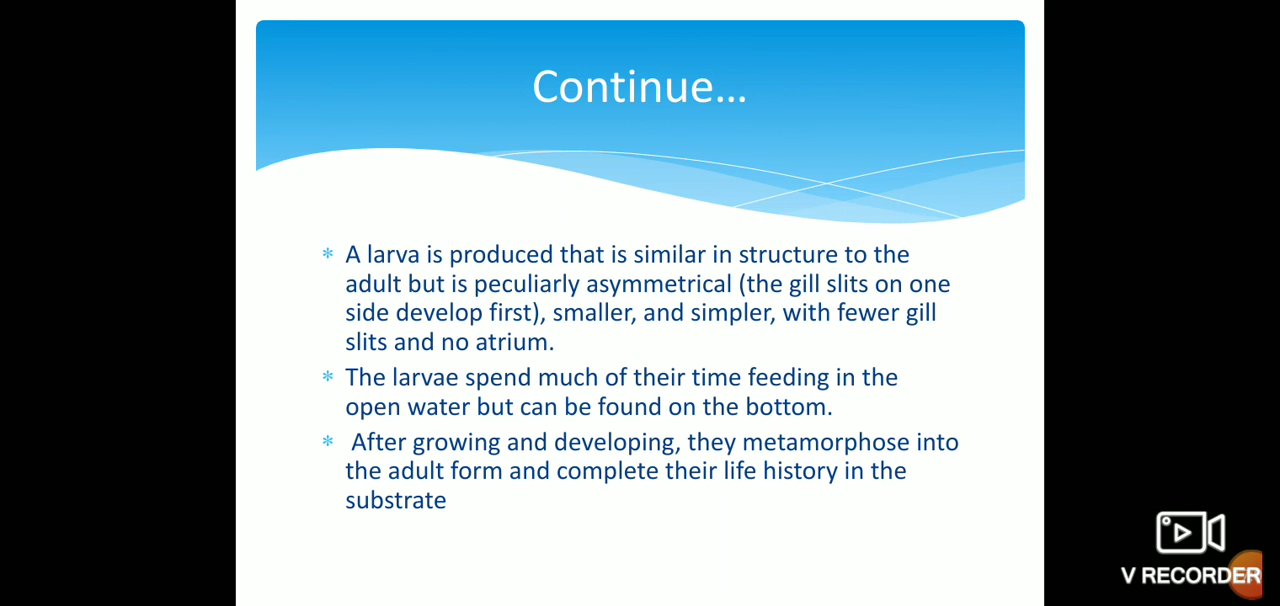 Continue...
* A larva is produced that is similar in structure to the
adult but is peculiarly asymmetrical (the gill slits on one
side develop first), smaller, and simpler, with fewer gill
slits and no atrium.
* The larvae spend much of their time feeding in the
open water but can be found on the bottom.
* After growing and developing, they metamorphose into
the adult form and complete their life history in the
substrate
V RECORDER